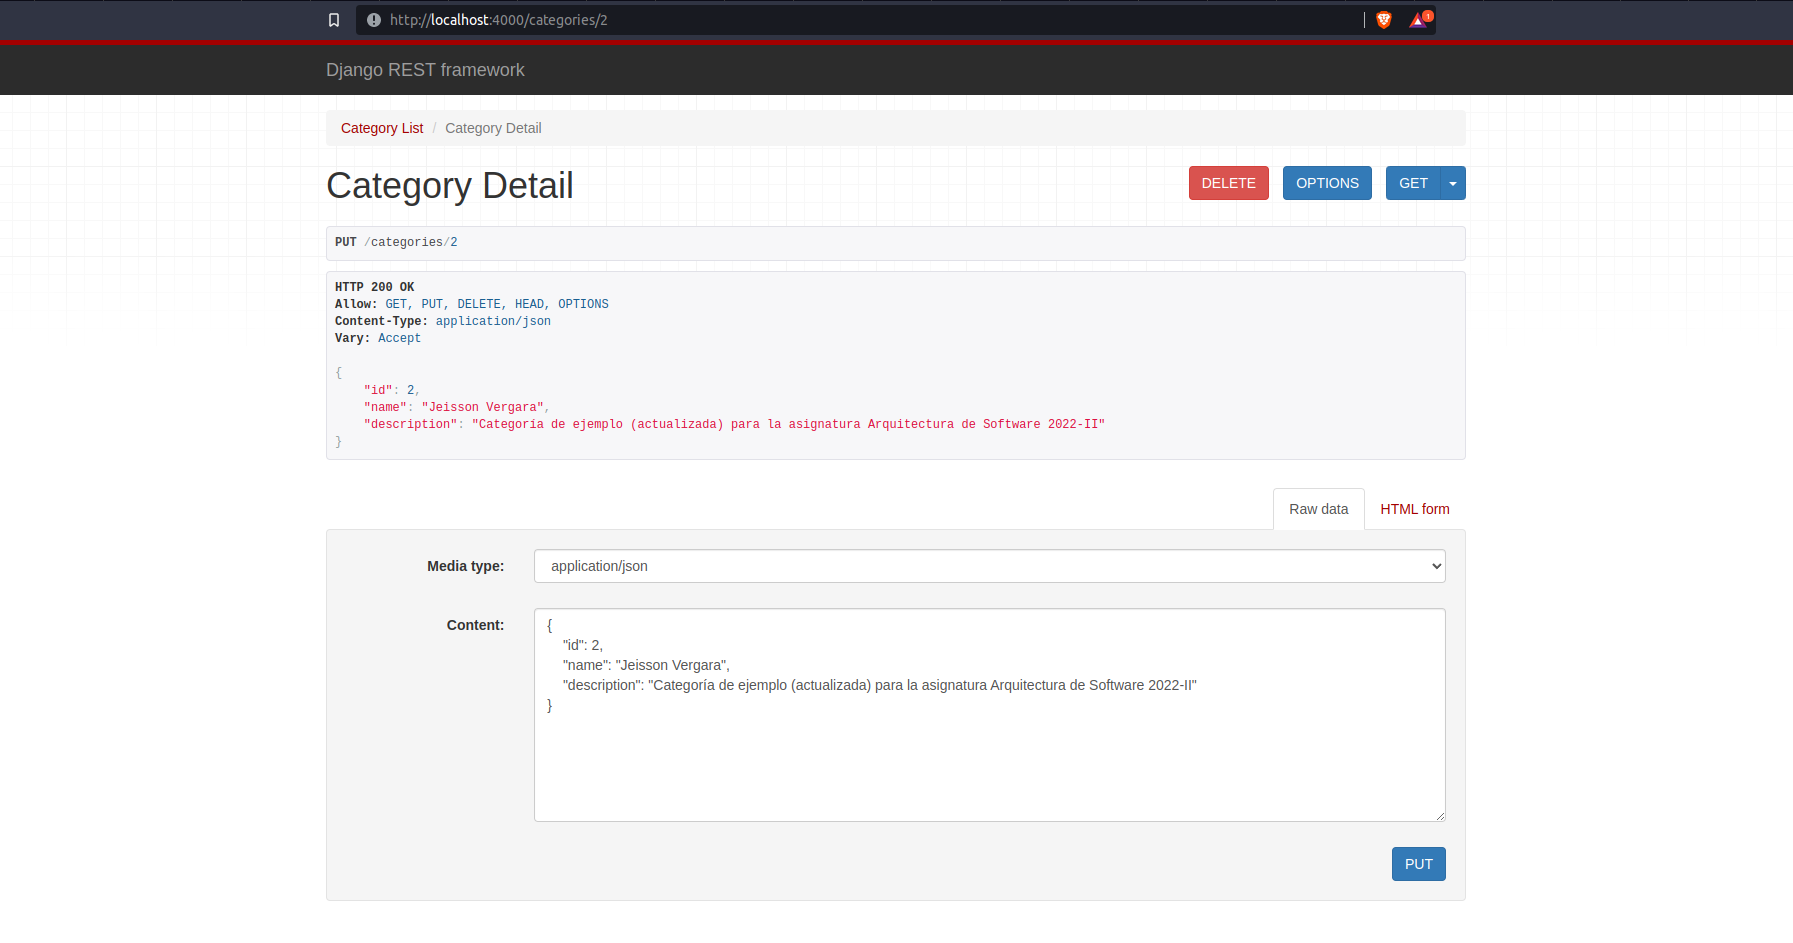 http://localhost:4000/categories/2
1
Django REST framework
Category List / Category Detail
Category Detail
DELETE OPTIONS GET
PUT /categories/2
HTTP 200 OK
Allow: GET, PUT, DELETE, HEAD, OPTIONS
Content-Type: application/json
Vary: Accept
{
    "id": 2,
    "name": "Jeisson Vergara",
    "description": "Categoría de ejemplo (actualizada) para la asignatura Arquitectura de Software 2022-II"
}
Raw data HTML form
Media type: application/json
Content:
{
    "id": 2,
    "name": "Jeisson Vergara",
    "description": "Categoría de ejemplo (actualizada) para la asignatura Arquitectura de Software 2022-II"
}
PUT